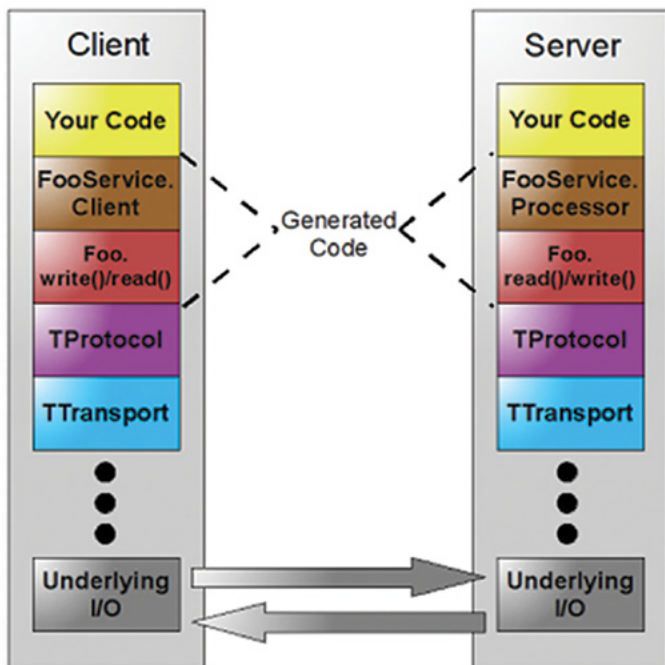 Client
Your Code
FooService.
Client
Foo.
write()/read()
TProtocol
TTransport
Underlying
I/O
Generated
Code
Server
Your Code
FooService.
Processor
Foo.
read()/write()
TProtocol
TTransport
Underlying
I/O